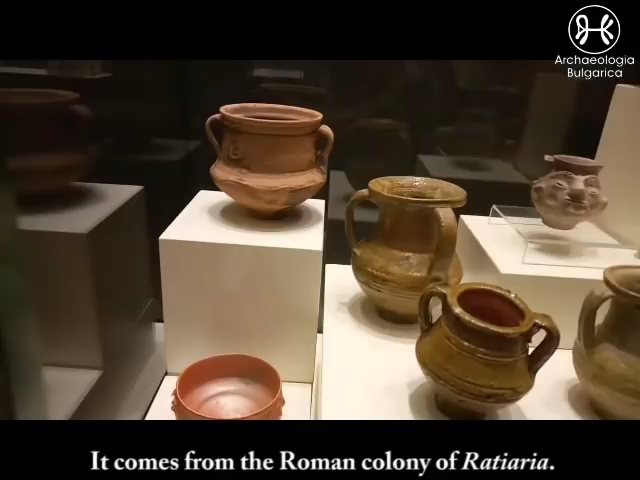 Archaeologia
Bulgarica
It comes from the Roman colony of Ratiaria.